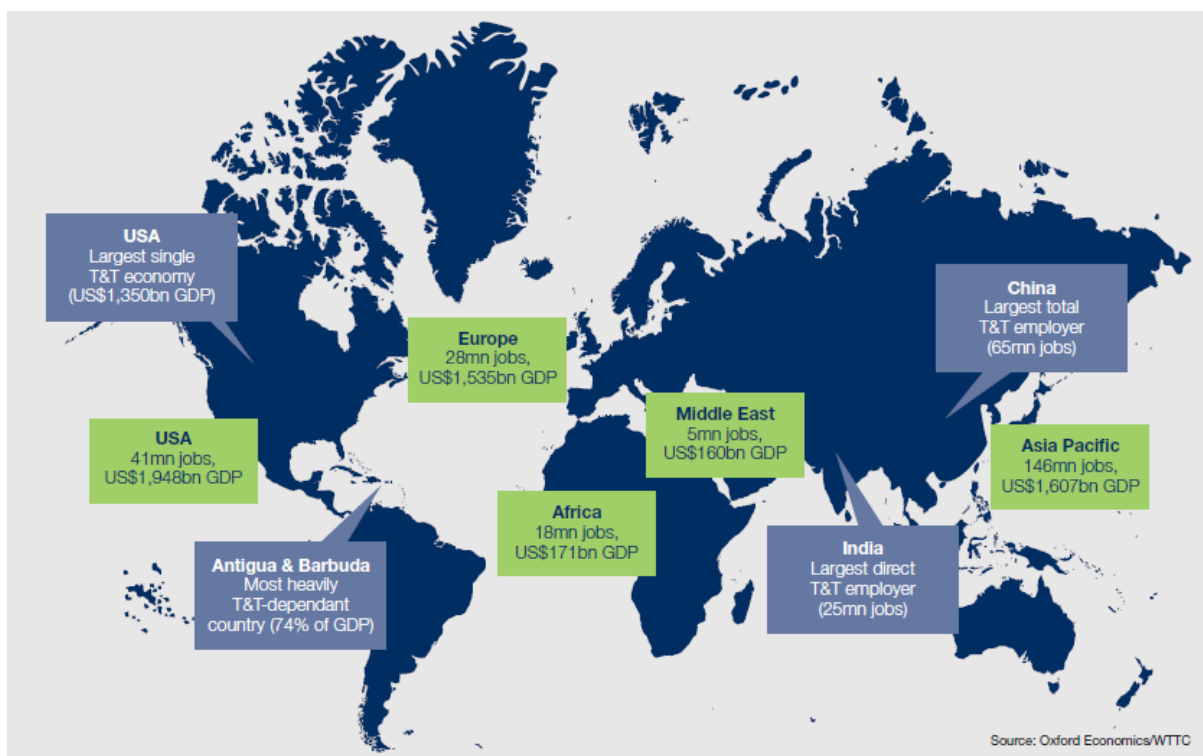 USA
Largest single
T&T economy
(US$1,350bn GDP)
China
Largest total
T&T employer
(65mn jobs)
Europe
28mn jobs,
US$1,535bn GDP
Middle East
5mn jobs,
US$160bn GDP
USA
41mn jobs,
US$1,948bn GDP
Asia Pacific
146mn jobs,
US$1,607bn GDP
Africa
18mn jobs,
US$171bn GDP
Antigua & Barbuda
Most heavily
T&T-dependant
country (74% of GDP)
India
Largest direct
T&T employer
(25mn jobs)
Source: Oxford Economics/WTTC